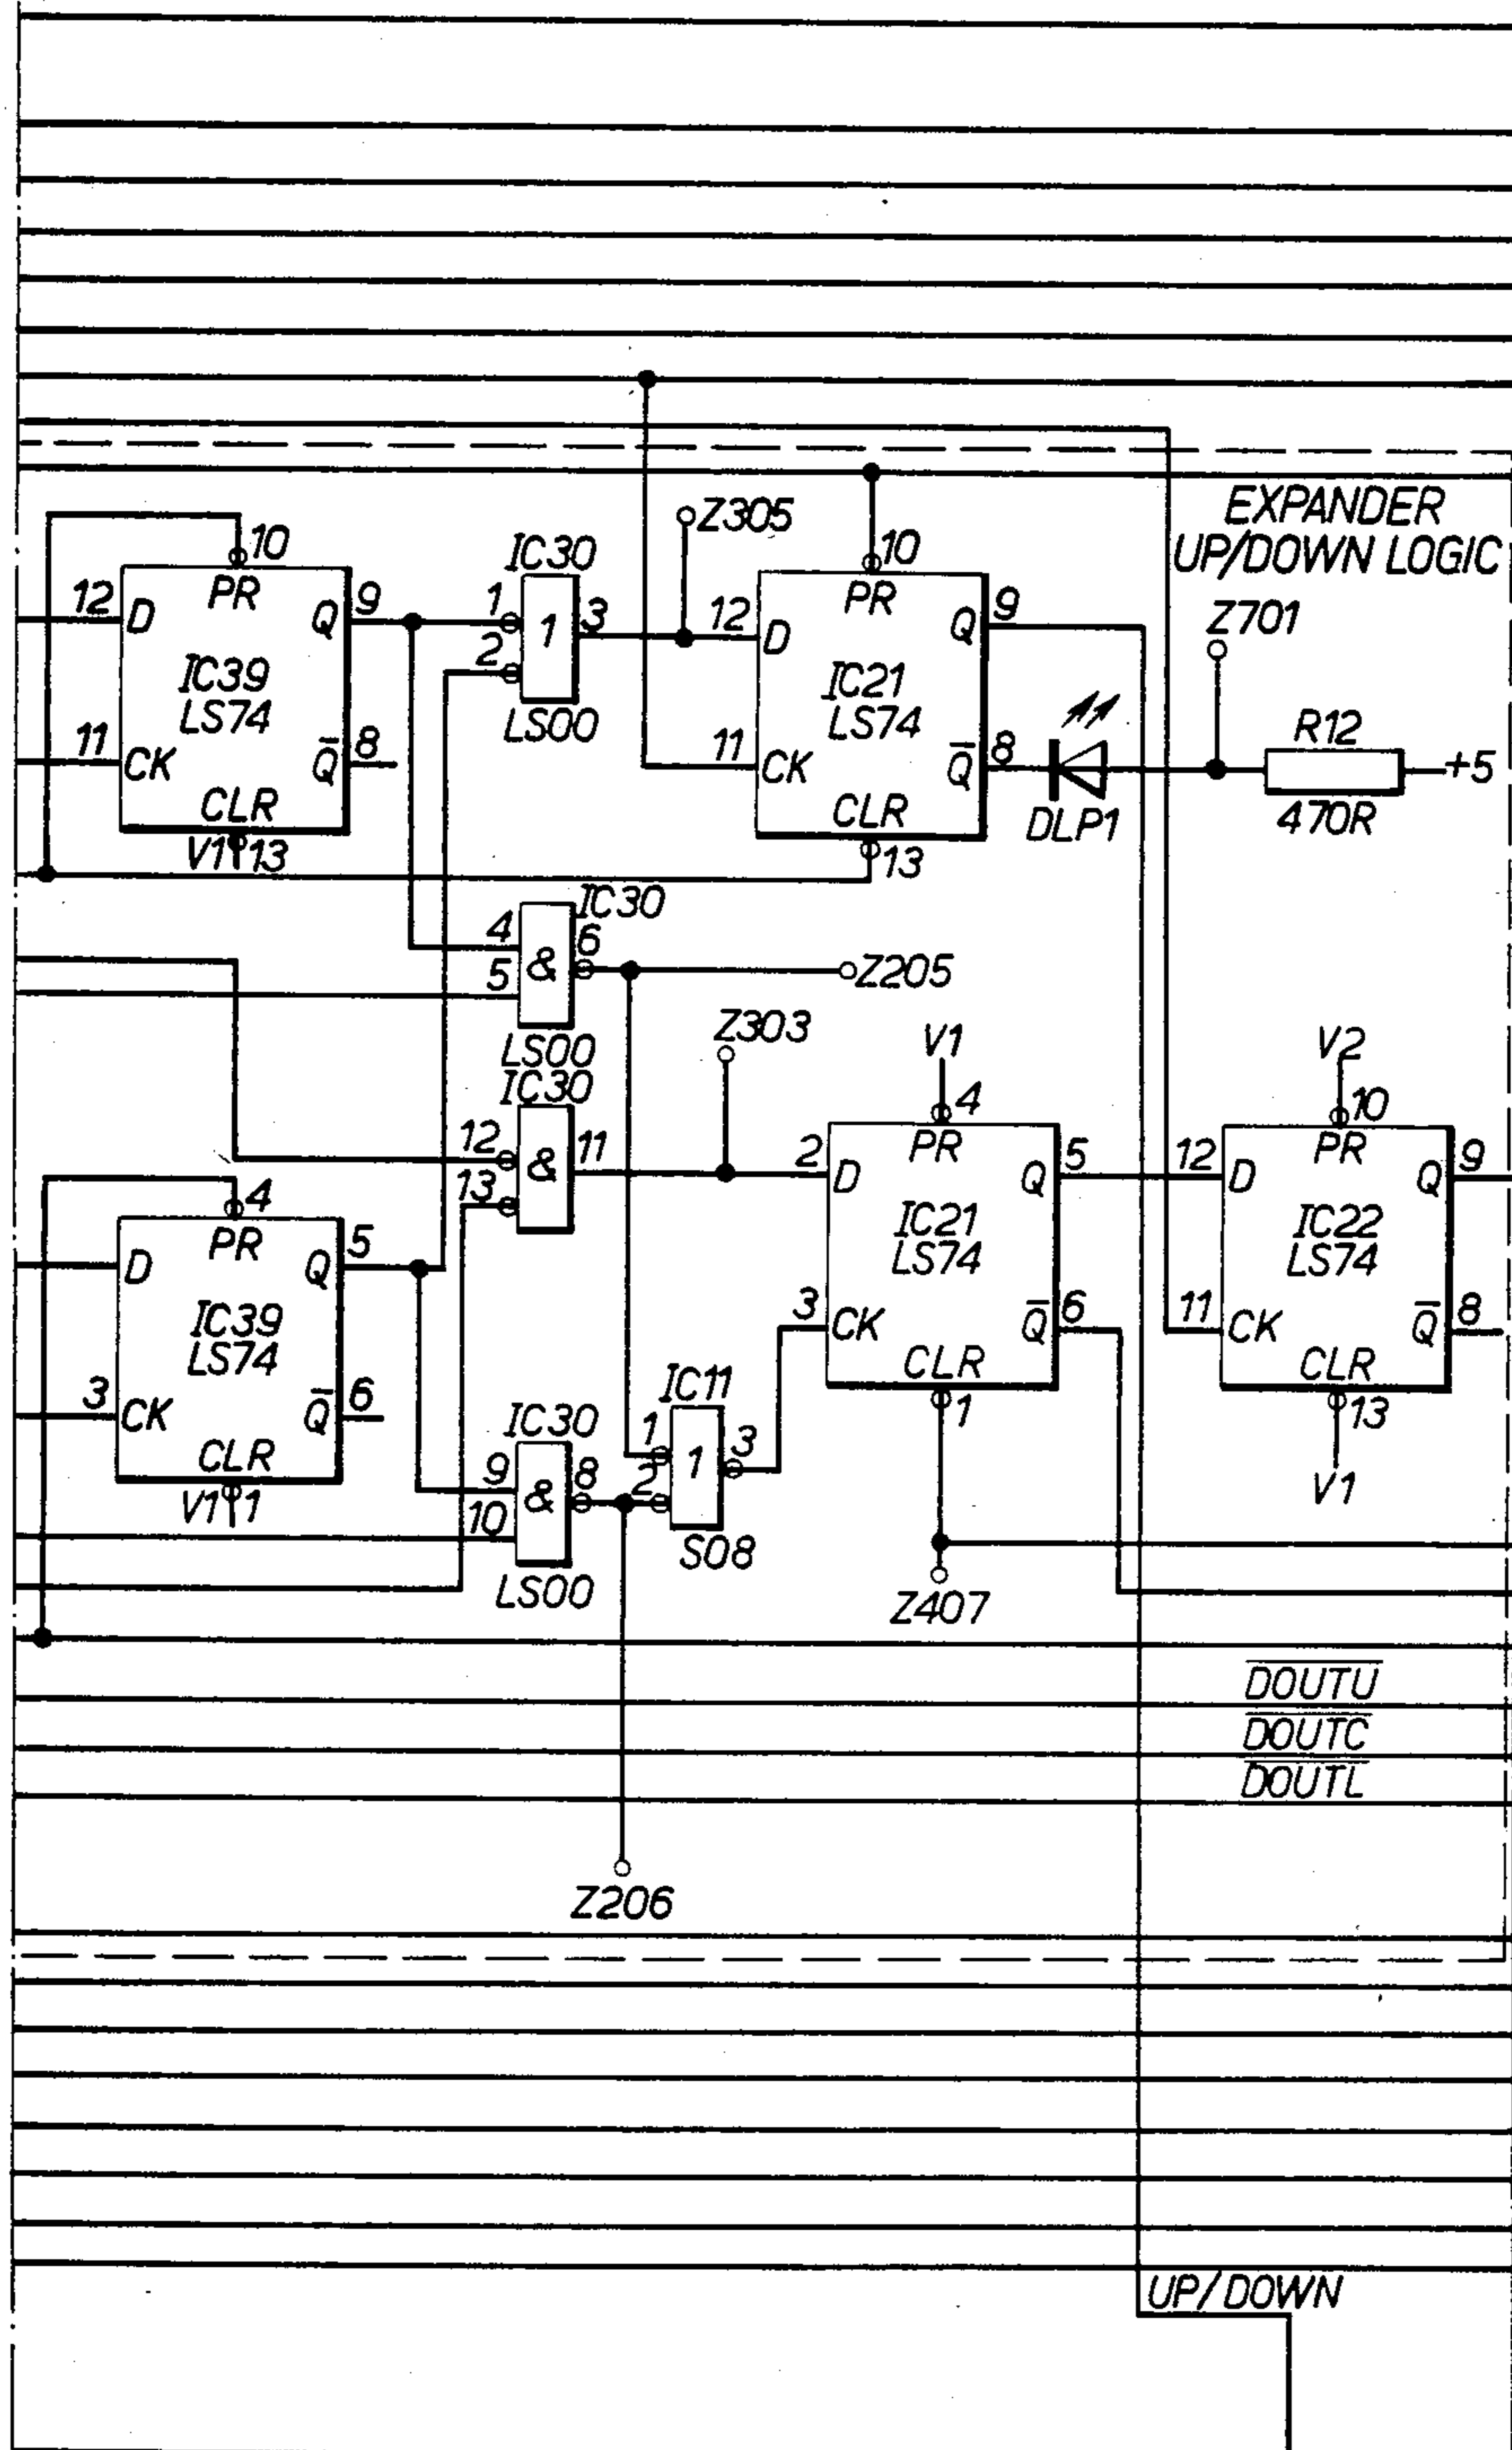 EXPANDER
UP/DOWN LOGIC
Z305
IC30
1
2
1
3
LS00
10
PR
12
D
Q
9
IC39
LS74
11
CK
Q̅
8
CLR
V1
13
10
PR
12
D
Q
9
IC21
LS74
11
CK
Q̅
8
CLR
13
DLP1
Z701
R12
470R
+5
IC30
4
5
&
6
LS00
Z205
IC30
12
13
&
11
Z303
V1
4
PR
2
D
Q
5
IC21
LS74
3
CK
Q̅
6
CLR
1
Z407
V2
10
PR
12
D
Q
9
IC22
LS74
11
CK
Q̅
8
CLR
13
V1
4
PR
D
Q
5
IC39
LS74
3
CK
Q̅
6
CLR
V1
1
IC30
9
10
&
8
LS00
IC11
1
2
1
3
S08
D̅O̅U̅T̅U̅
D̅O̅U̅T̅C̅
D̅O̅U̅T̅L̅
Z206
UP/DOWN